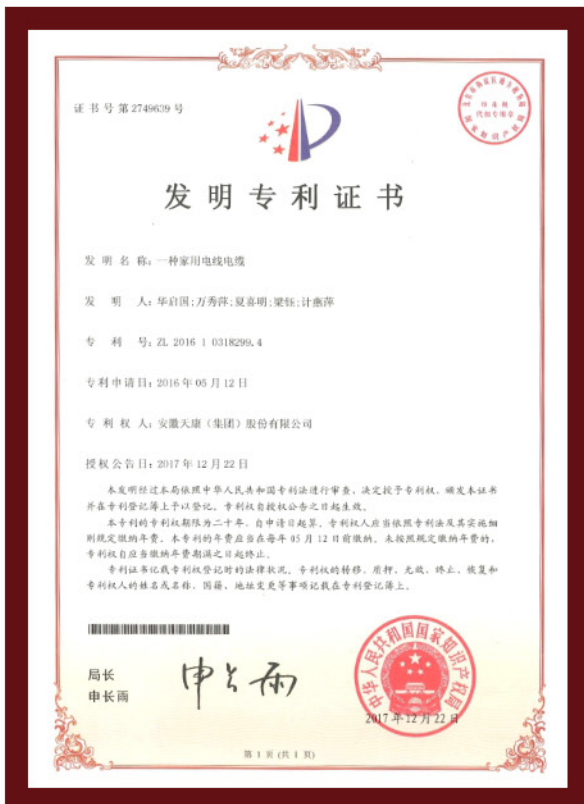 证书号第2749639号
发明专利证书
发明名称：一种家用电线电缆
发明人：华启国;万秀萍;夏喜明;梁钰;计燕萍
专利号：ZL 2016 1 0318299.4
专利申请日：2016年05月12日
专利权人：安徽天康（集团）股份有限公司
授权公告日：2017年12月22日
本发明经过本局依照中华人民共和国专利法进行审查，决定授予专利权，颁发本证书
并在专利登记簿上予以登记。专利权自授权公告之日起生效。
本专利的专利权期限为二十年，自申请日起算。专利权人应当依照专利法及其实施细
则规定缴纳年费。本专利的年费应当在每年05月12日前缴纳。未按照规定缴纳年费的，
专利权自应当缴纳年费期满之日起终止。
专利证书记载专利权登记时的法律状况。专利权的转移、质押、无效、终止、恢复和
专利权人的姓名或名称、国籍、地址变更等事项记载在专利登记簿上。
局长
申长雨
申长雨
中华人民共和国国家知识产权局
2017年12月22日
第1页(共1页)